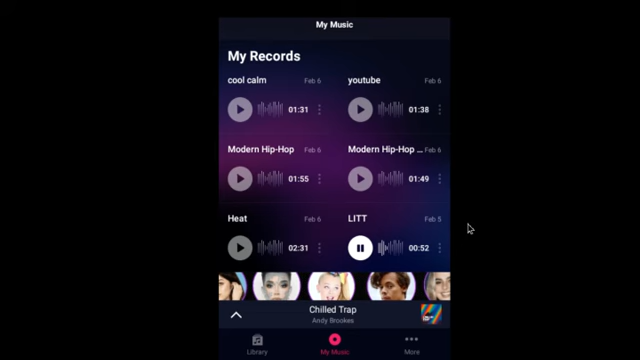 My Music
My Records
cool calm Feb 6
youtube Feb 6
01:31
01:38
Modern Hip-Hop Feb 6
Modern Hip-Hop ... Feb 6
01:55
01:49
Heat Feb 6
LITT Feb 5
02:31
00:52
Chilled Trap
Andy Brookes
Library
My Music
More